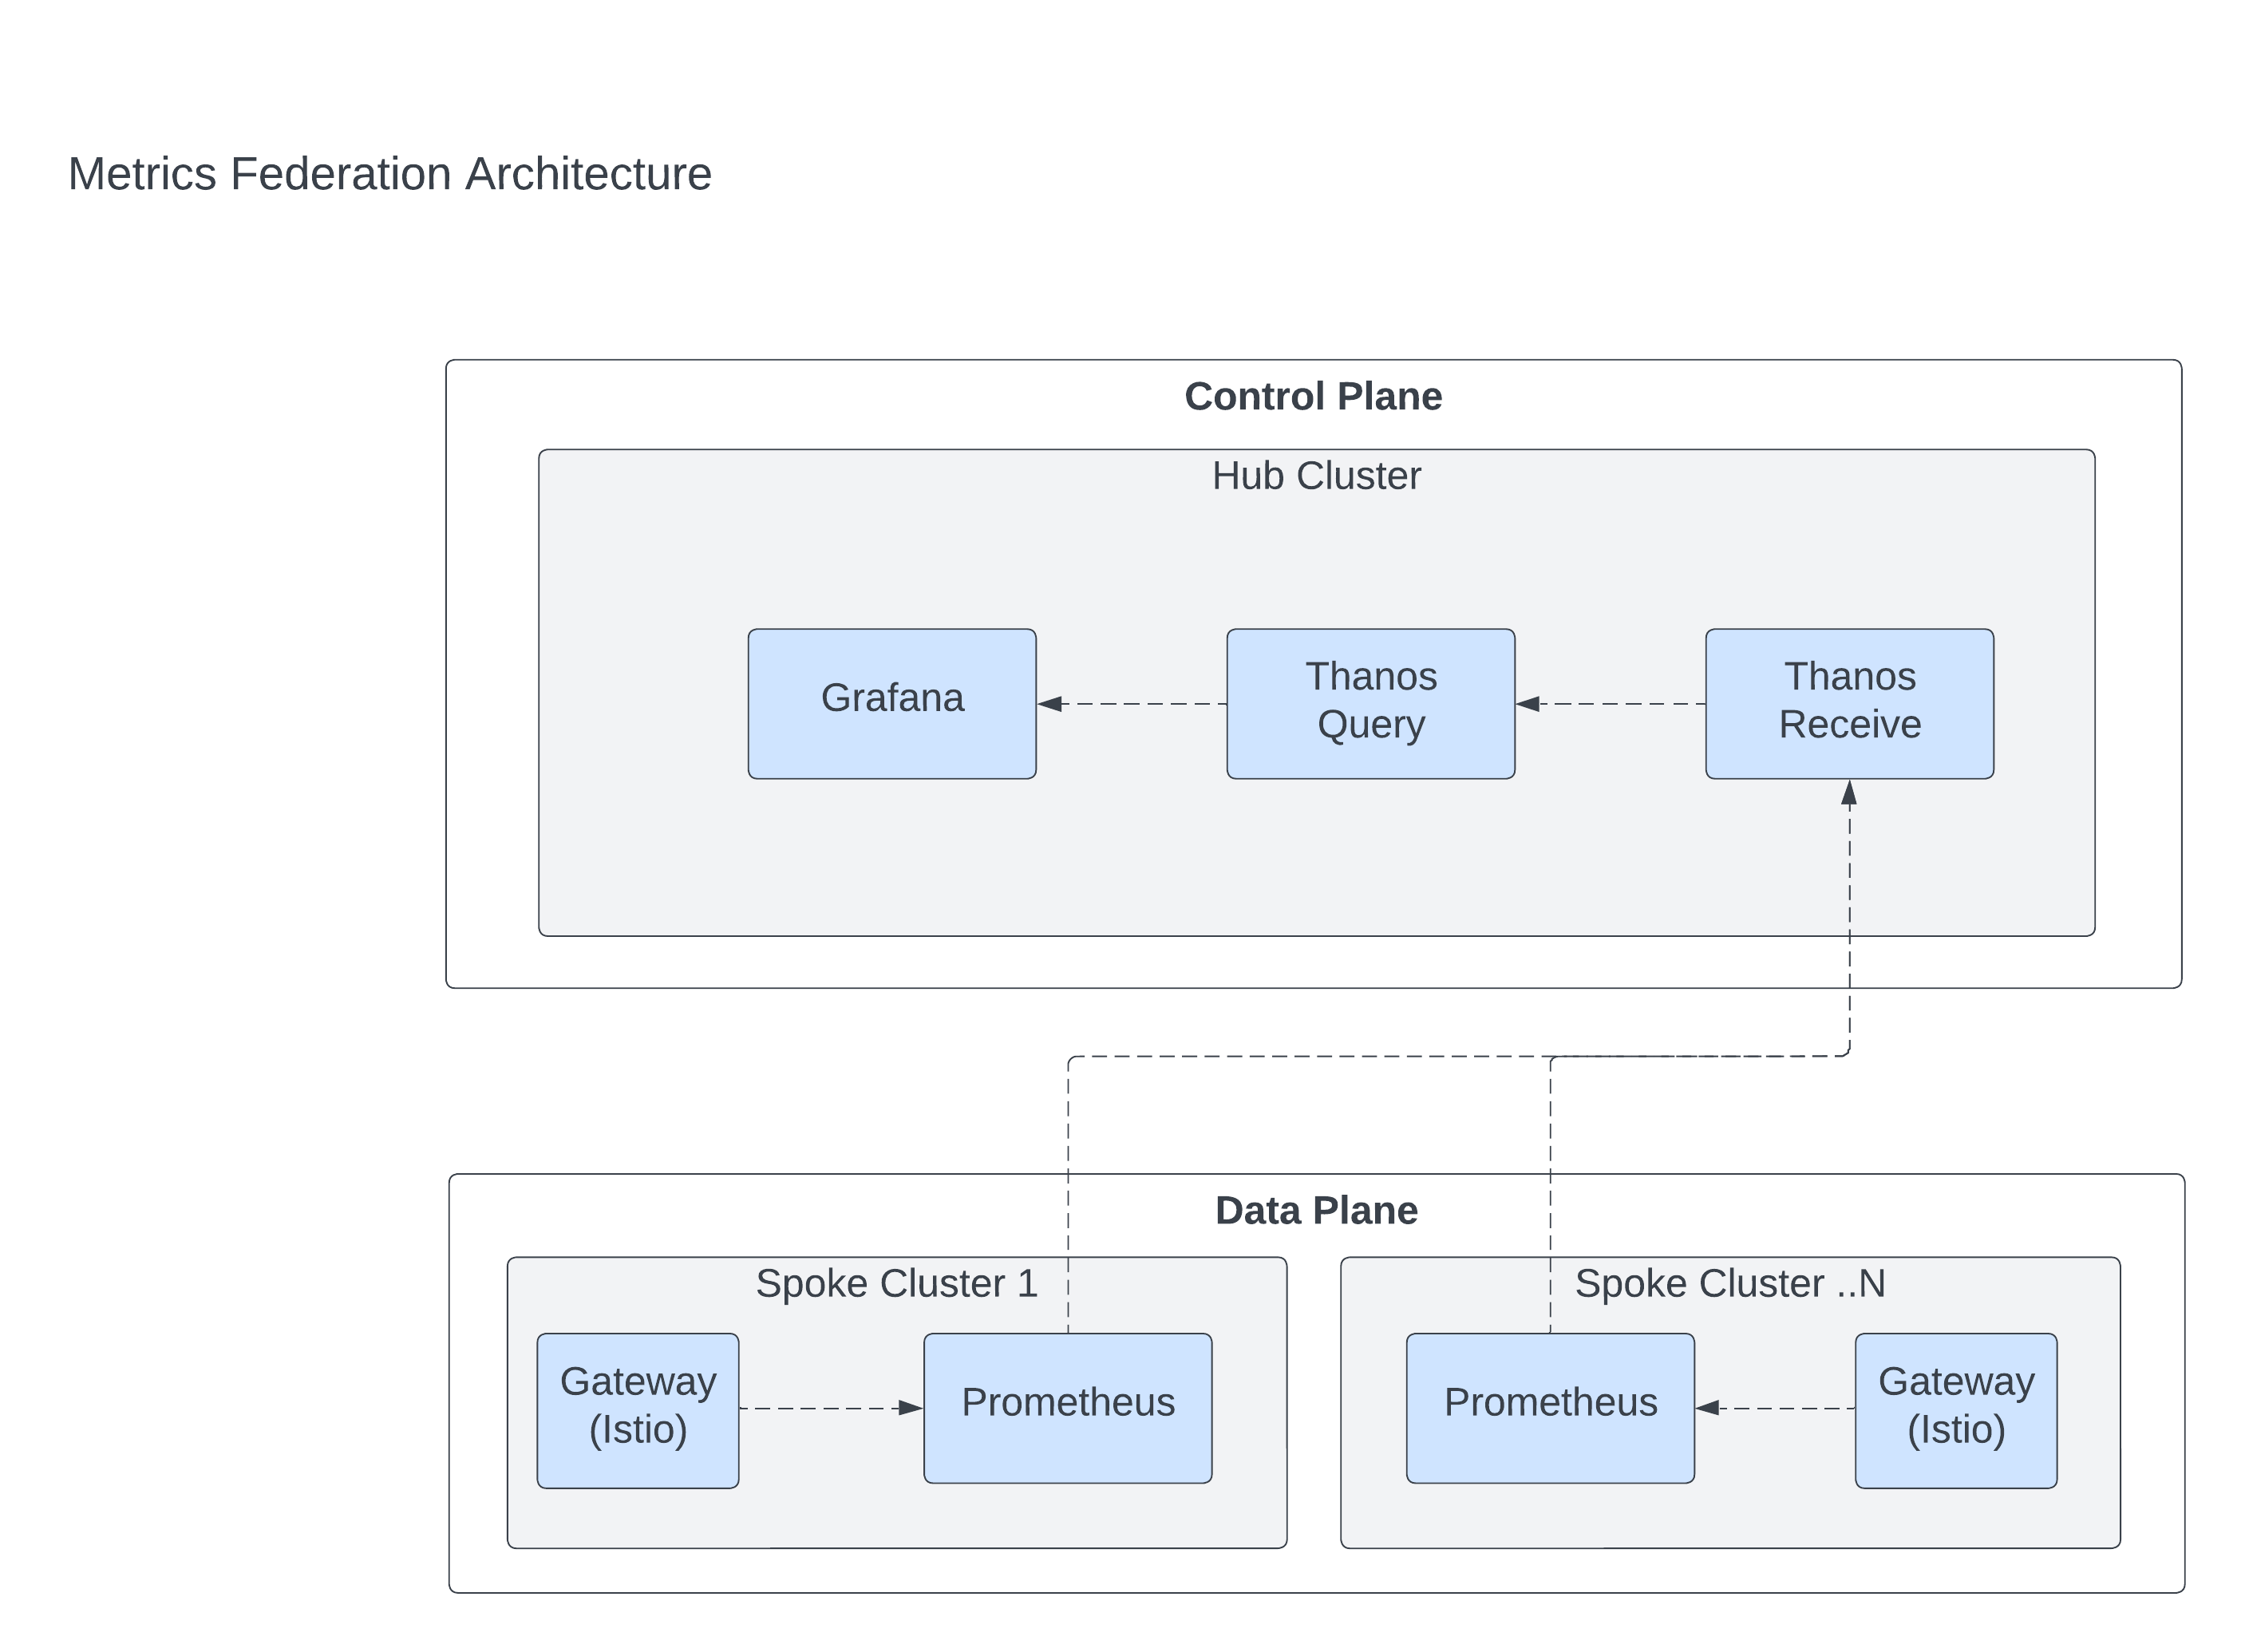 Metrics Federation Architecture
Control Plane
Hub Cluster
Grafana
Thanos
Query
Thanos
Receive
Data Plane
Spoke Cluster 1
Gateway
(Istio)
Prometheus
Spoke Cluster ..N
Prometheus
Gateway
(Istio)